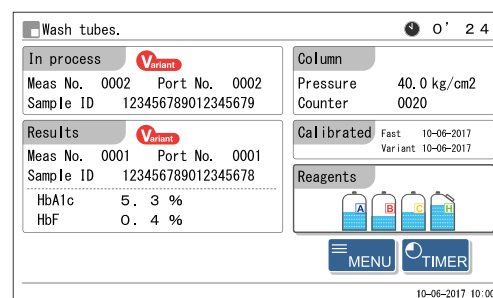 Wash tubes.
0' 24
In process Variant
Meas No. 0002 Port No. 0002
Sample ID 123456789012345679
Results Variant
Meas No. 0001 Port No. 0001
Sample ID 123456789012345678
HbA1c 5. 3 %
HbF 0. 4 %
Column
Pressure 40.0 kg/cm2
Counter 0020
Calibrated Fast 10-06-2017
Variant 10-06-2017
Reagents
A B C H
MENU TIMER
10-06-2017 10:00